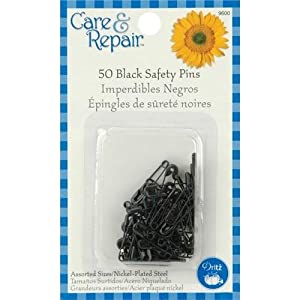 Care &
Repair™
9600
50 Black Safety Pins
Imperdibles Negros
Épingles de sûreté noires
Assorted Sizes/Nickel-Plated Steel
Tamaños Surtidos/Acero Niquelado
Grandeurs assorties/Acier plaqué nickel
Dritz